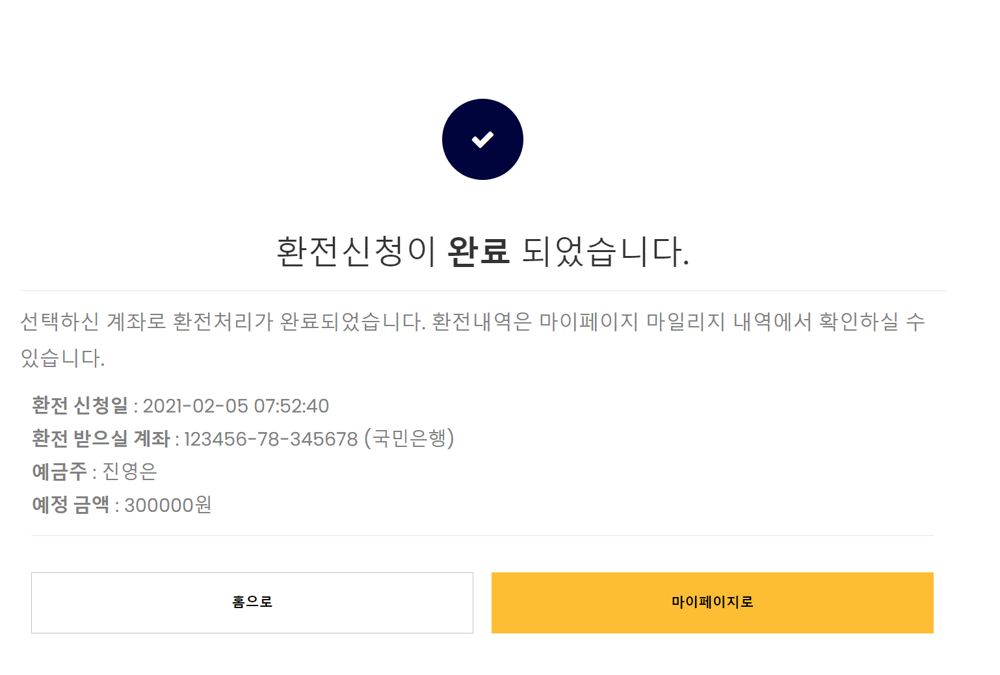 환전신청이 완료 되었습니다.
선택하신 계좌로 환전처리가 완료되었습니다. 환전내역은 마이페이지 마일리지 내역에서 확인하실 수
있습니다.
환전 신청일 : 2021-02-05 07:52:40
환전 받으실 계좌 : 123456-78-345678 (국민은행)
예금주 : 진영은
예정 금액 : 300000원
홈으로
마이페이지로